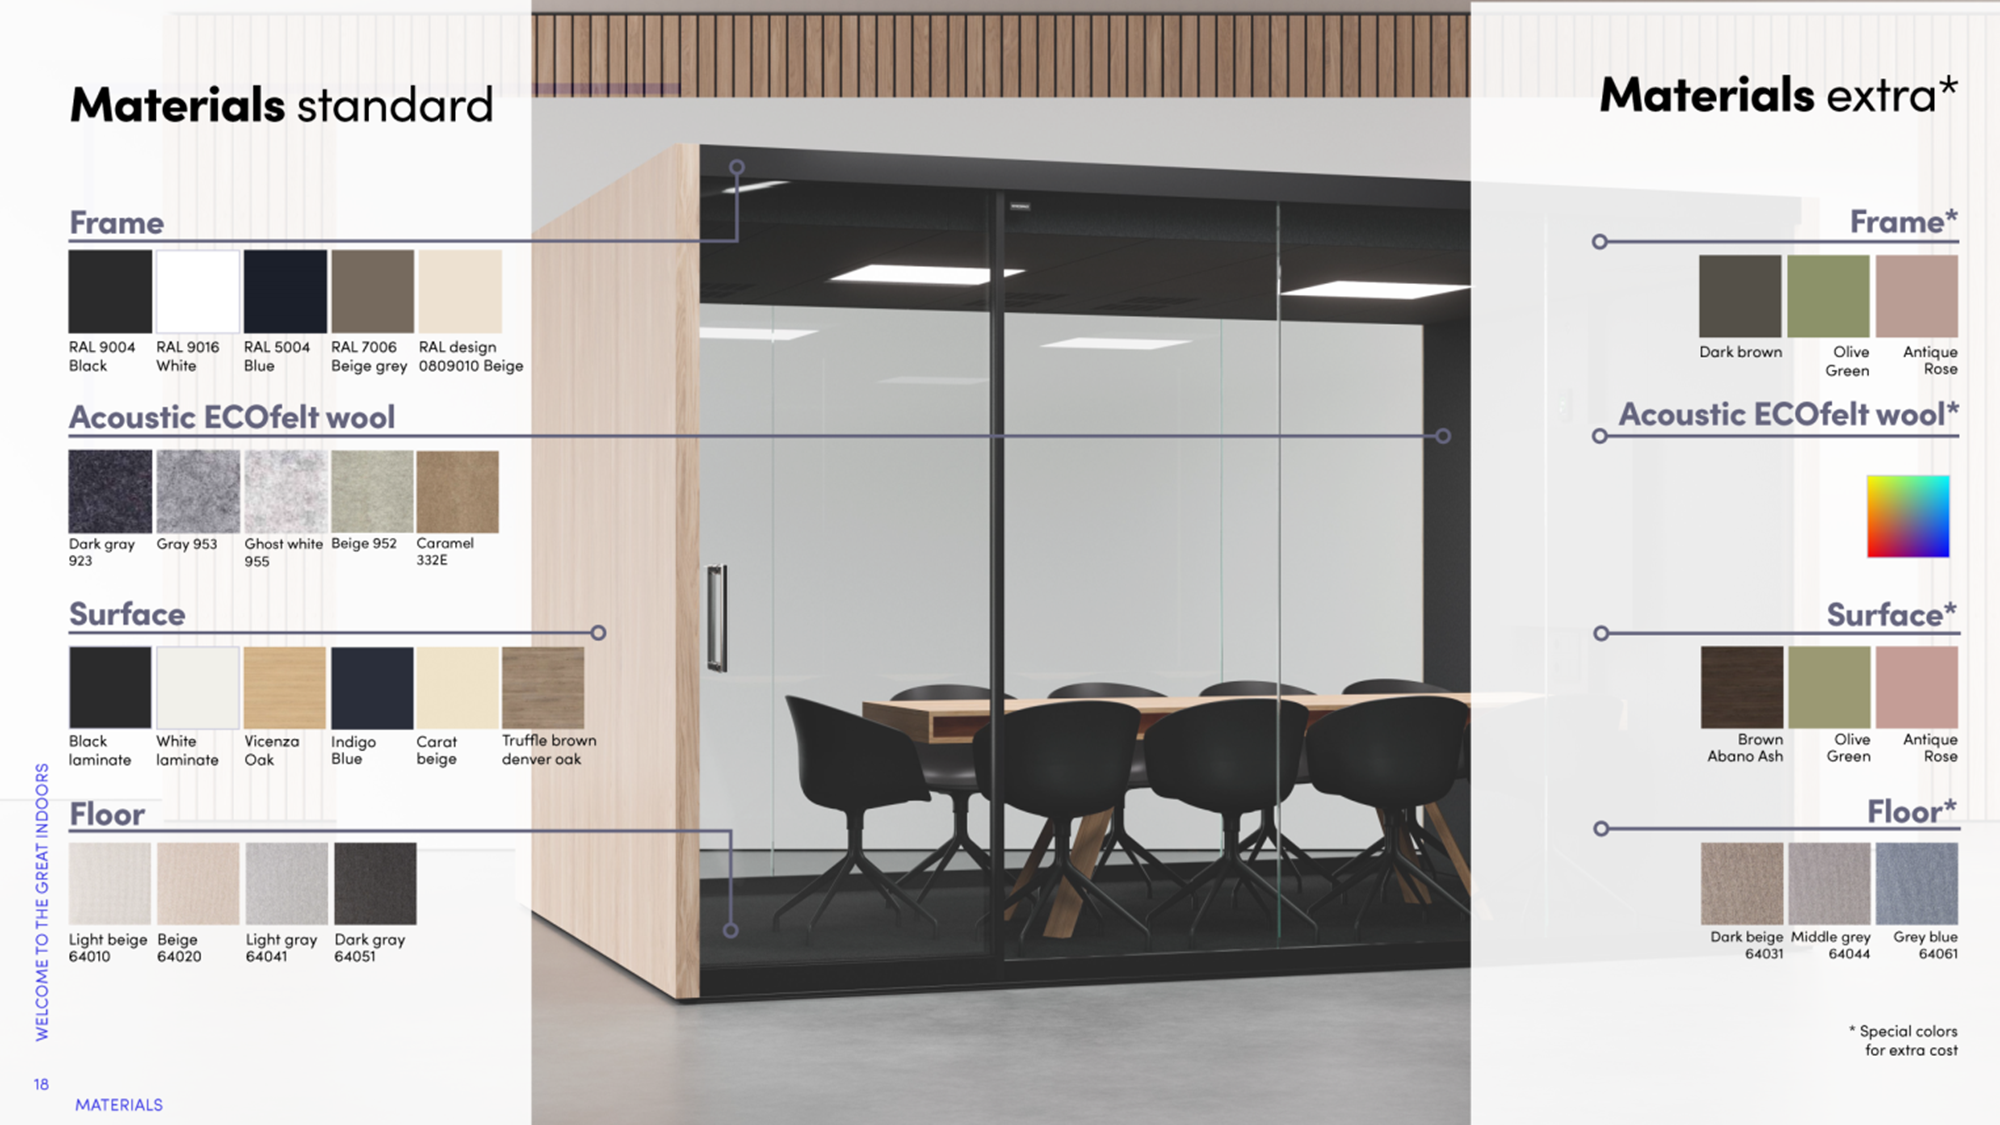 Materials standard
Frame
RAL 9004
Black
RAL 9016
White
RAL 5004
Blue
RAL 7006
Beige grey
RAL design
0809010 Beige
Acoustic ECOfelt wool
Dark gray
923
Gray 953
Ghost white
955
Beige 952
Caramel
332E
Surface
Black
laminate
White
laminate
Vicenza
Oak
Indigo
Blue
Carat
beige
Truffle brown
denver oak
Floor
Light beige
64010
Beige
64020
Light gray
64041
Dark gray
64051
WELCOME TO THE GREAT INDOORS
18
MATERIALS
Materials extra*
Frame*
Dark brown
Olive
Green
Antique
Rose
Acoustic ECOfelt wool*
Surface*
Brown
Abano Ash
Olive
Green
Antique
Rose
Floor*
Dark beige
64031
Middle grey
64044
Grey blue
64061
* Special colors
for extra cost